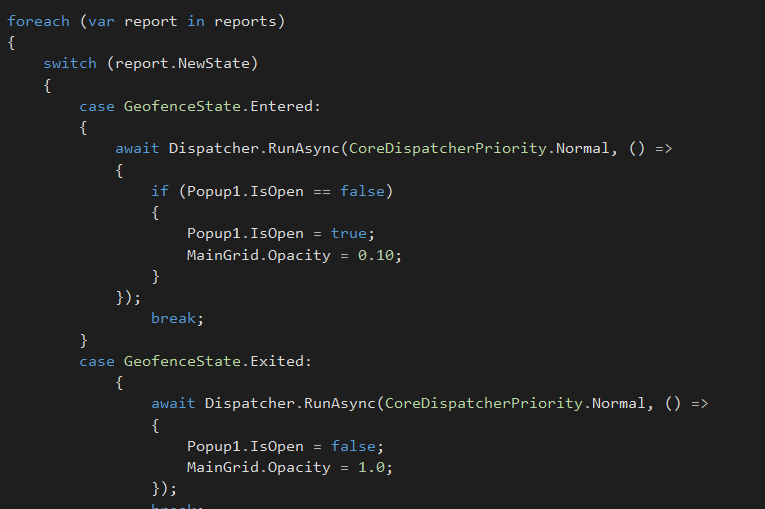 foreach (var report in reports)
{
    switch (report.NewState)
    {
        case GeofenceState.Entered:
        {
            await Dispatcher.RunAsync(CoreDispatcherPriority.Normal, () =>
            {
                if (Popup1.IsOpen == false)
                {
                    Popup1.IsOpen = true;
                    MainGrid.Opacity = 0.10;
                }
            });
                break;
        }
        case GeofenceState.Exited:
            {
                await Dispatcher.RunAsync(CoreDispatcherPriority.Normal, () =>
                {
                    Popup1.IsOpen = false;
                    MainGrid.Opacity = 1.0;
                });